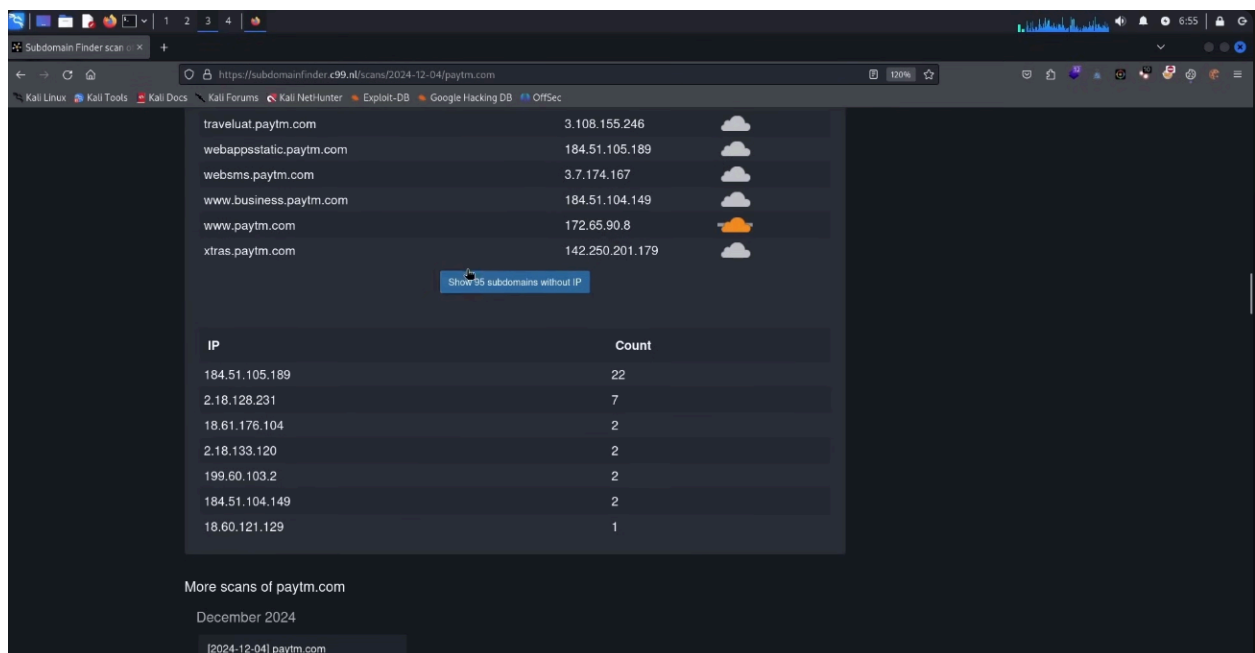 1 2 3 4 6:55
Subdomain Finder scan of
https://subdomainfinder.c99.nl/scans/2024-12-04/paytm.com 120%
Kali Linux Kali Tools Kali Docs Kali Forums Kali NetHunter Exploit-DB Google Hacking DB OffSec
traveluat.paytm.com 3.108.155.246
webappsstatic.paytm.com 184.51.105.189
websms.paytm.com 3.7.174.167
www.business.paytm.com 184.51.104.149
www.paytm.com 172.65.90.8
xtras.paytm.com 142.250.201.179
Show 95 subdomains without IP
IP Count
184.51.105.189 22
2.18.128.231 7
18.61.176.104 2
2.18.133.120 2
199.60.103.2 2
184.51.104.149 2
18.60.121.129 1
More scans of paytm.com
December 2024
[2024-12-04] paytm.com